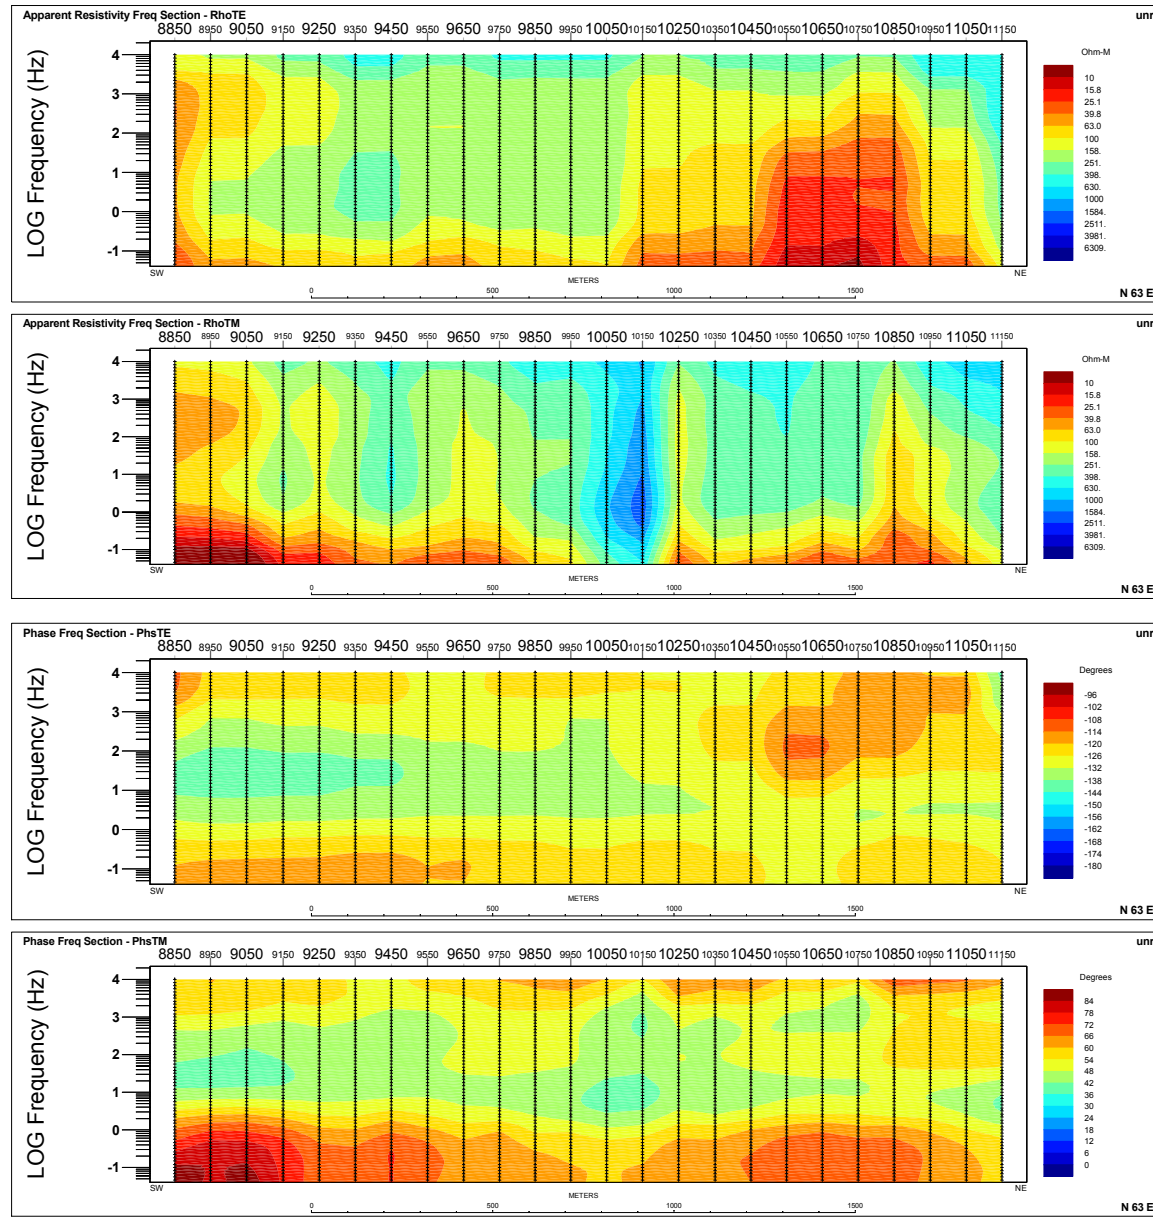 Apparent Resistivity Freq Section - RhoTE unr
8850 8950 9050 9150 9250 9350 9450 9550 9650 9750 9850 9950 10050 10150 10250 10350 10450 10550 10650 10750 10850 10950 11050 11150
LOG Frequency (Hz)
4
3
2
1
0
-1
Ohm-M
10
15.8
25.1
39.8
63.0
100
158.
251.
398.
630.
1000
1584.
2511.
3981.
6309.
SW NE
METERS
0 500 1000 1500
N 63 E
Apparent Resistivity Freq Section - RhoTM unr
8850 8950 9050 9150 9250 9350 9450 9550 9650 9750 9850 9950 10050 10150 10250 10350 10450 10550 10650 10750 10850 10950 11050 11150
LOG Frequency (Hz)
4
3
2
1
0
-1
Ohm-M
10
15.8
25.1
39.8
63.0
100
158.
251.
398.
630.
1000
1584.
2511.
3981.
6309.
SW NE
METERS
0 500 1000 1500
N 63 E
Phase Freq Section - PhsTE unr
8850 8950 9050 9150 9250 9350 9450 9550 9650 9750 9850 9950 10050 10150 10250 10350 10450 10550 10650 10750 10850 10950 11050 11150
LOG Frequency (Hz)
4
3
2
1
0
-1
Degrees
-96
-102
-108
-114
-120
-126
-132
-138
-144
-150
-156
-162
-168
-174
-180
SW NE
METERS
0 500 1000 1500
N 63 E
Phase Freq Section - PhsTM unr
8850 8950 9050 9150 9250 9350 9450 9550 9650 9750 9850 9950 10050 10150 10250 10350 10450 10550 10650 10750 10850 10950 11050 11150
LOG Frequency (Hz)
4
3
2
1
0
-1
Degrees
84
78
72
66
60
54
48
42
36
30
24
18
12
6
0
SW NE
METERS
0 500 1000 1500
N 63 E